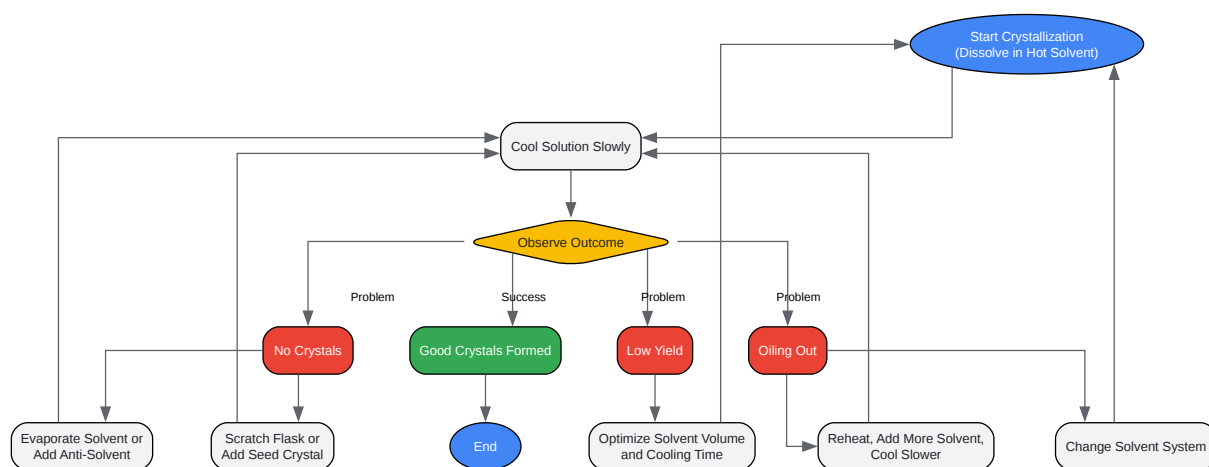 Start Crystallization
(Dissolve in Hot Solvent)
Cool Solution Slowly
Observe Outcome
Problem
Success
Problem
Problem
No Crystals
Good Crystals Formed
Low Yield
Oiling Out
Evaporate Solvent or
Add Anti-Solvent
Scratch Flask or
Add Seed Crystal
End
Optimize Solvent Volume
and Cooling Time
Reheat, Add More Solvent,
Cool Slower
Change Solvent System